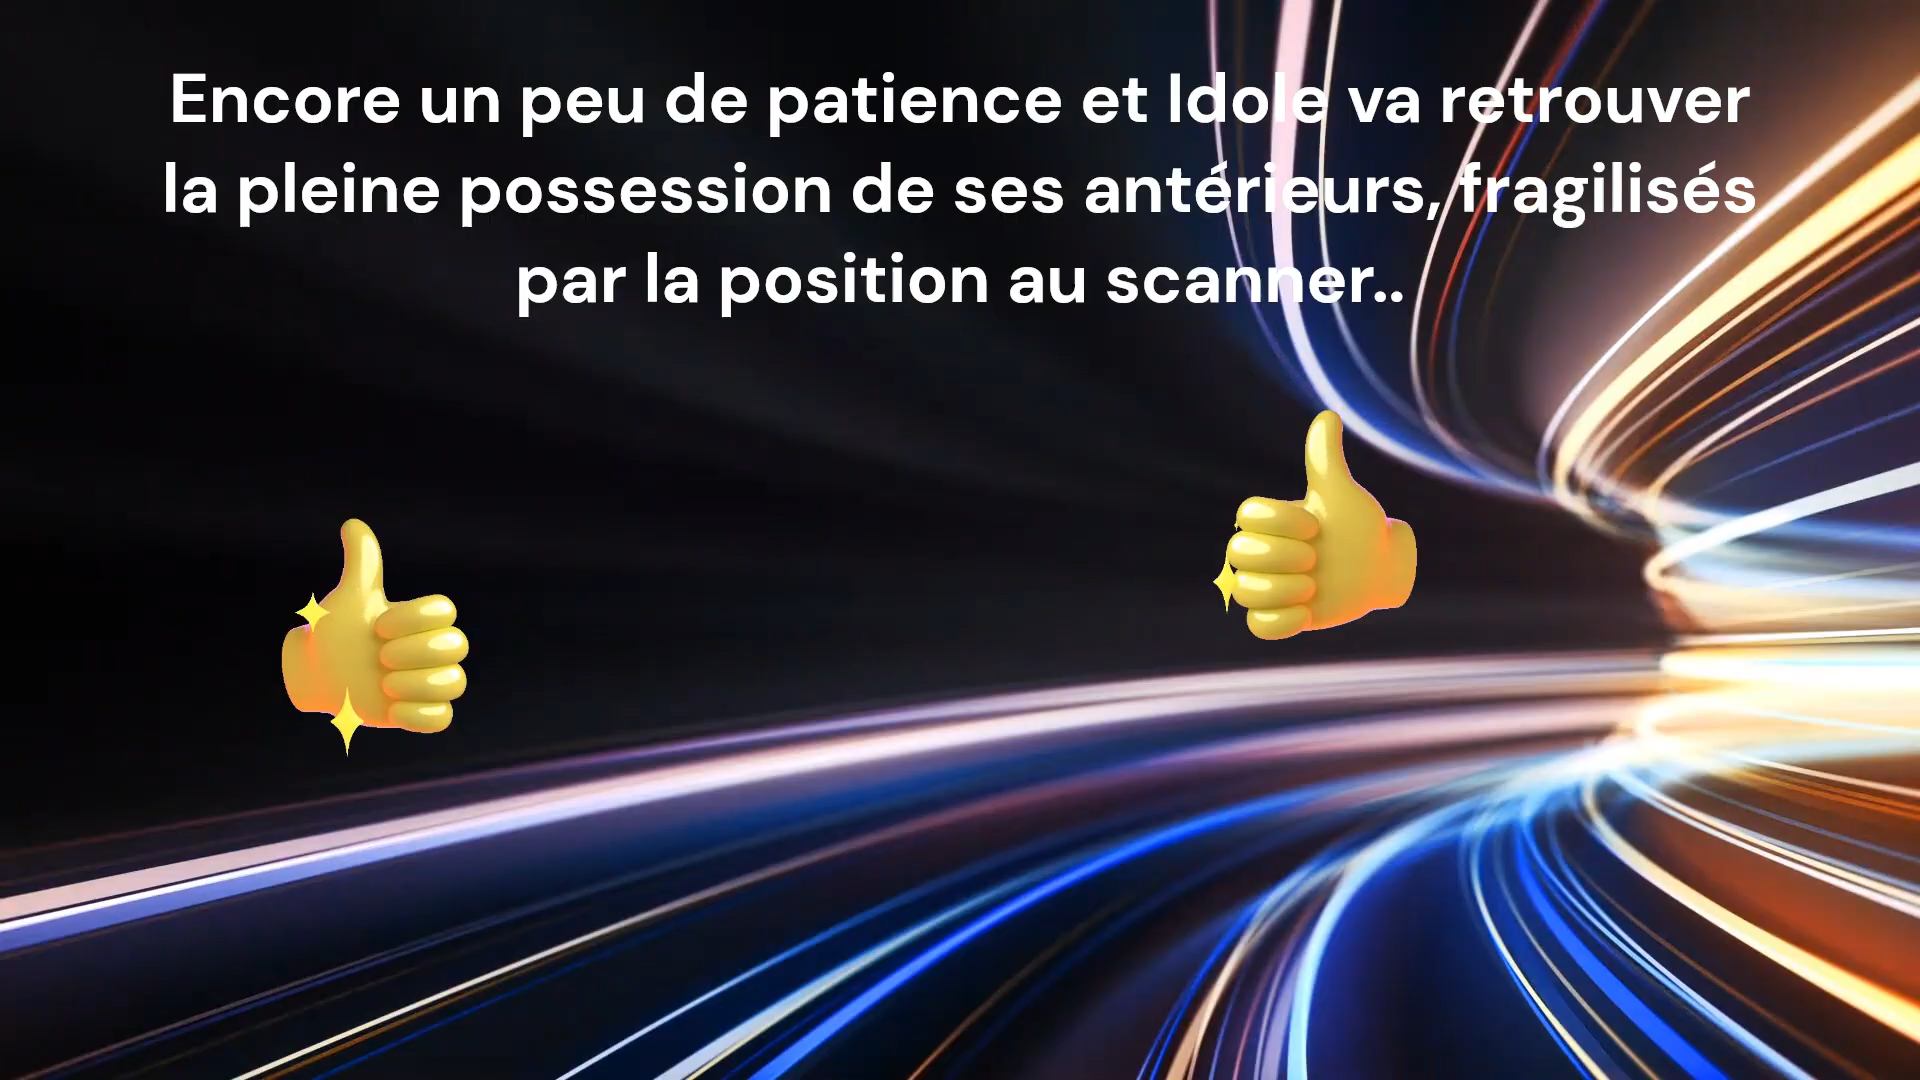 Encore un peu de patience et Idole va retrouver
la pleine possession de ses antérieurs, fragilisés
par la position au scanner..